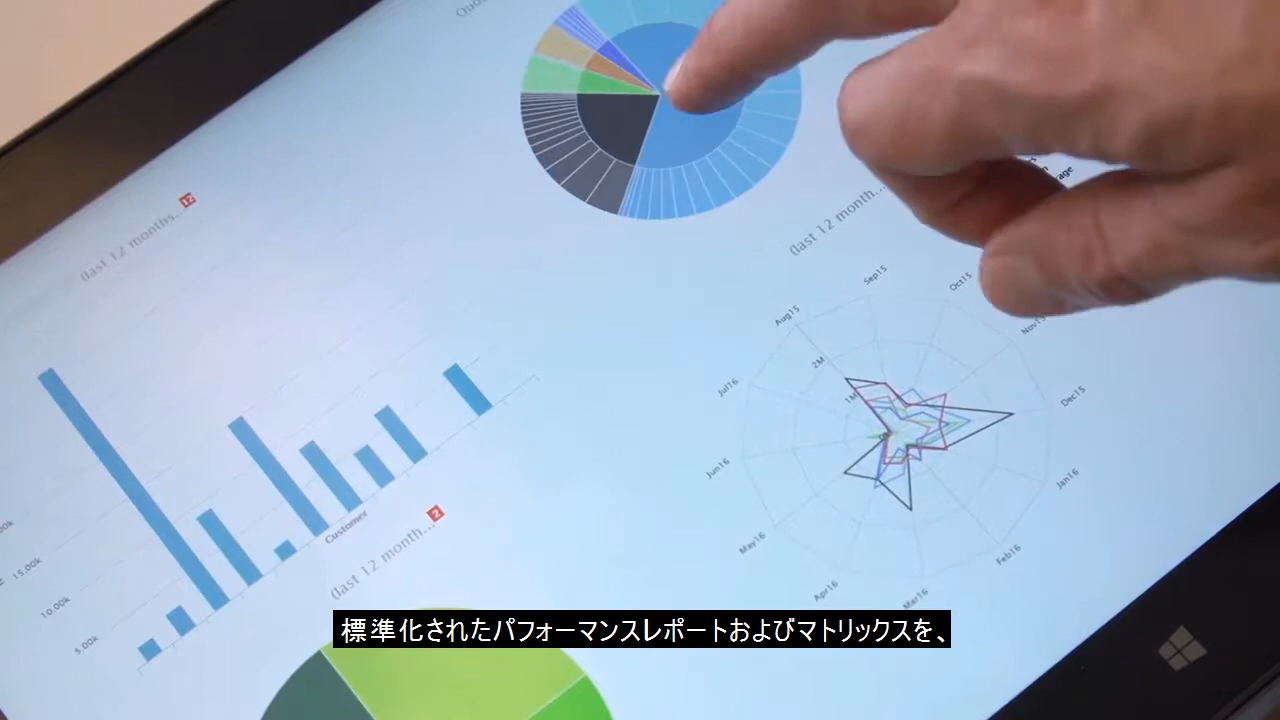 (last 12 months...
12
15.00k
10.00k
5.00k
Customer
(last 12 month...
2
(last 12 month...
Sep15
Oct15
Aug15
Dec15
Jul16
Jun16
Jan16
May16
Feb16
Apr16
Mar16
2M
1M
標準化されたパフォーマンスレポートおよびマトリックスを、